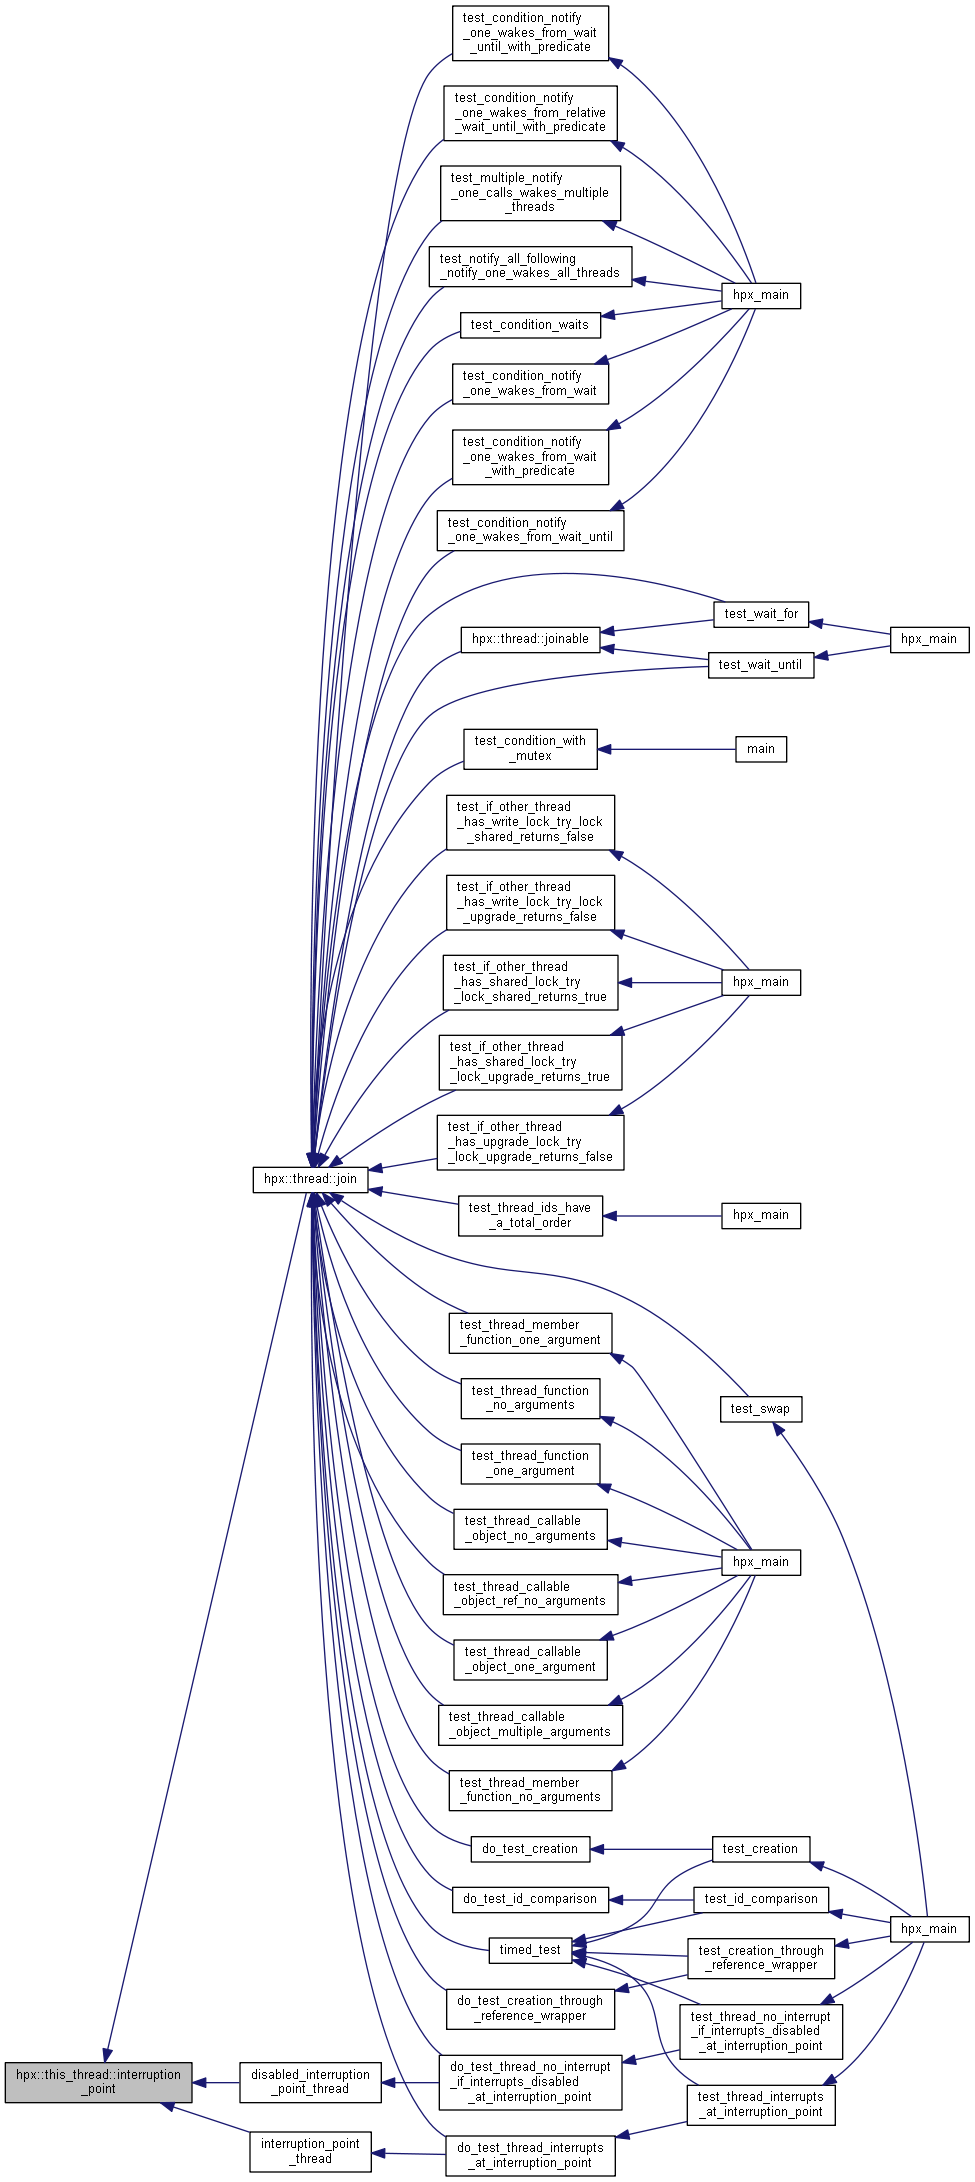 test_condition_notify
_one_wakes_from_wait
_until_with_predicate
test_condition_notify
_one_wakes_from_relative
_wait_until_with_predicate
test_multiple_notify
_one_calls_wakes_multiple
_threads
test_notify_all_following
_notify_one_wakes_all_threads
hpx_main
test_condition_waits
test_condition_notify
_one_wakes_from_wait
test_condition_notify
_one_wakes_from_wait
_with_predicate
test_condition_notify
_one_wakes_from_wait_until
test_wait_for
hpx::thread::joinable
hpx_main
test_wait_until
test_condition_with
_mutex
main
test_if_other_thread
_has_write_lock_try_lock
_shared_returns_false
test_if_other_thread
_has_write_lock_try_lock
_upgrade_returns_false
test_if_other_thread
_has_shared_lock_try
_lock_shared_returns_true
hpx_main
test_if_other_thread
_has_shared_lock_try
_lock_upgrade_returns_true
test_if_other_thread
_has_upgrade_lock_try
_lock_upgrade_returns_false
hpx::thread::join
test_thread_ids_have
_a_total_order
hpx_main
test_thread_member
_function_one_argument
test_thread_function
_no_arguments
test_swap
test_thread_function
_one_argument
test_thread_callable
_object_no_arguments
hpx_main
test_thread_callable
_object_ref_no_arguments
test_thread_callable
_object_one_argument
test_thread_callable
_object_multiple_arguments
test_thread_member
_function_no_arguments
do_test_creation
test_creation
do_test_id_comparison
test_id_comparison
hpx_main
timed_test
test_creation_through
_reference_wrapper
do_test_creation_through
_reference_wrapper
test_thread_no_interrupt
_if_interrupts_disabled
_at_interruption_point
hpx::this_thread::interruption
_point
disabled_interruption
_point_thread
do_test_thread_no_interrupt
_if_interrupts_disabled
_at_interruption_point
test_thread_interrupts
_at_interruption_point
interruption_point
_thread
do_test_thread_interrupts
_at_interruption_point